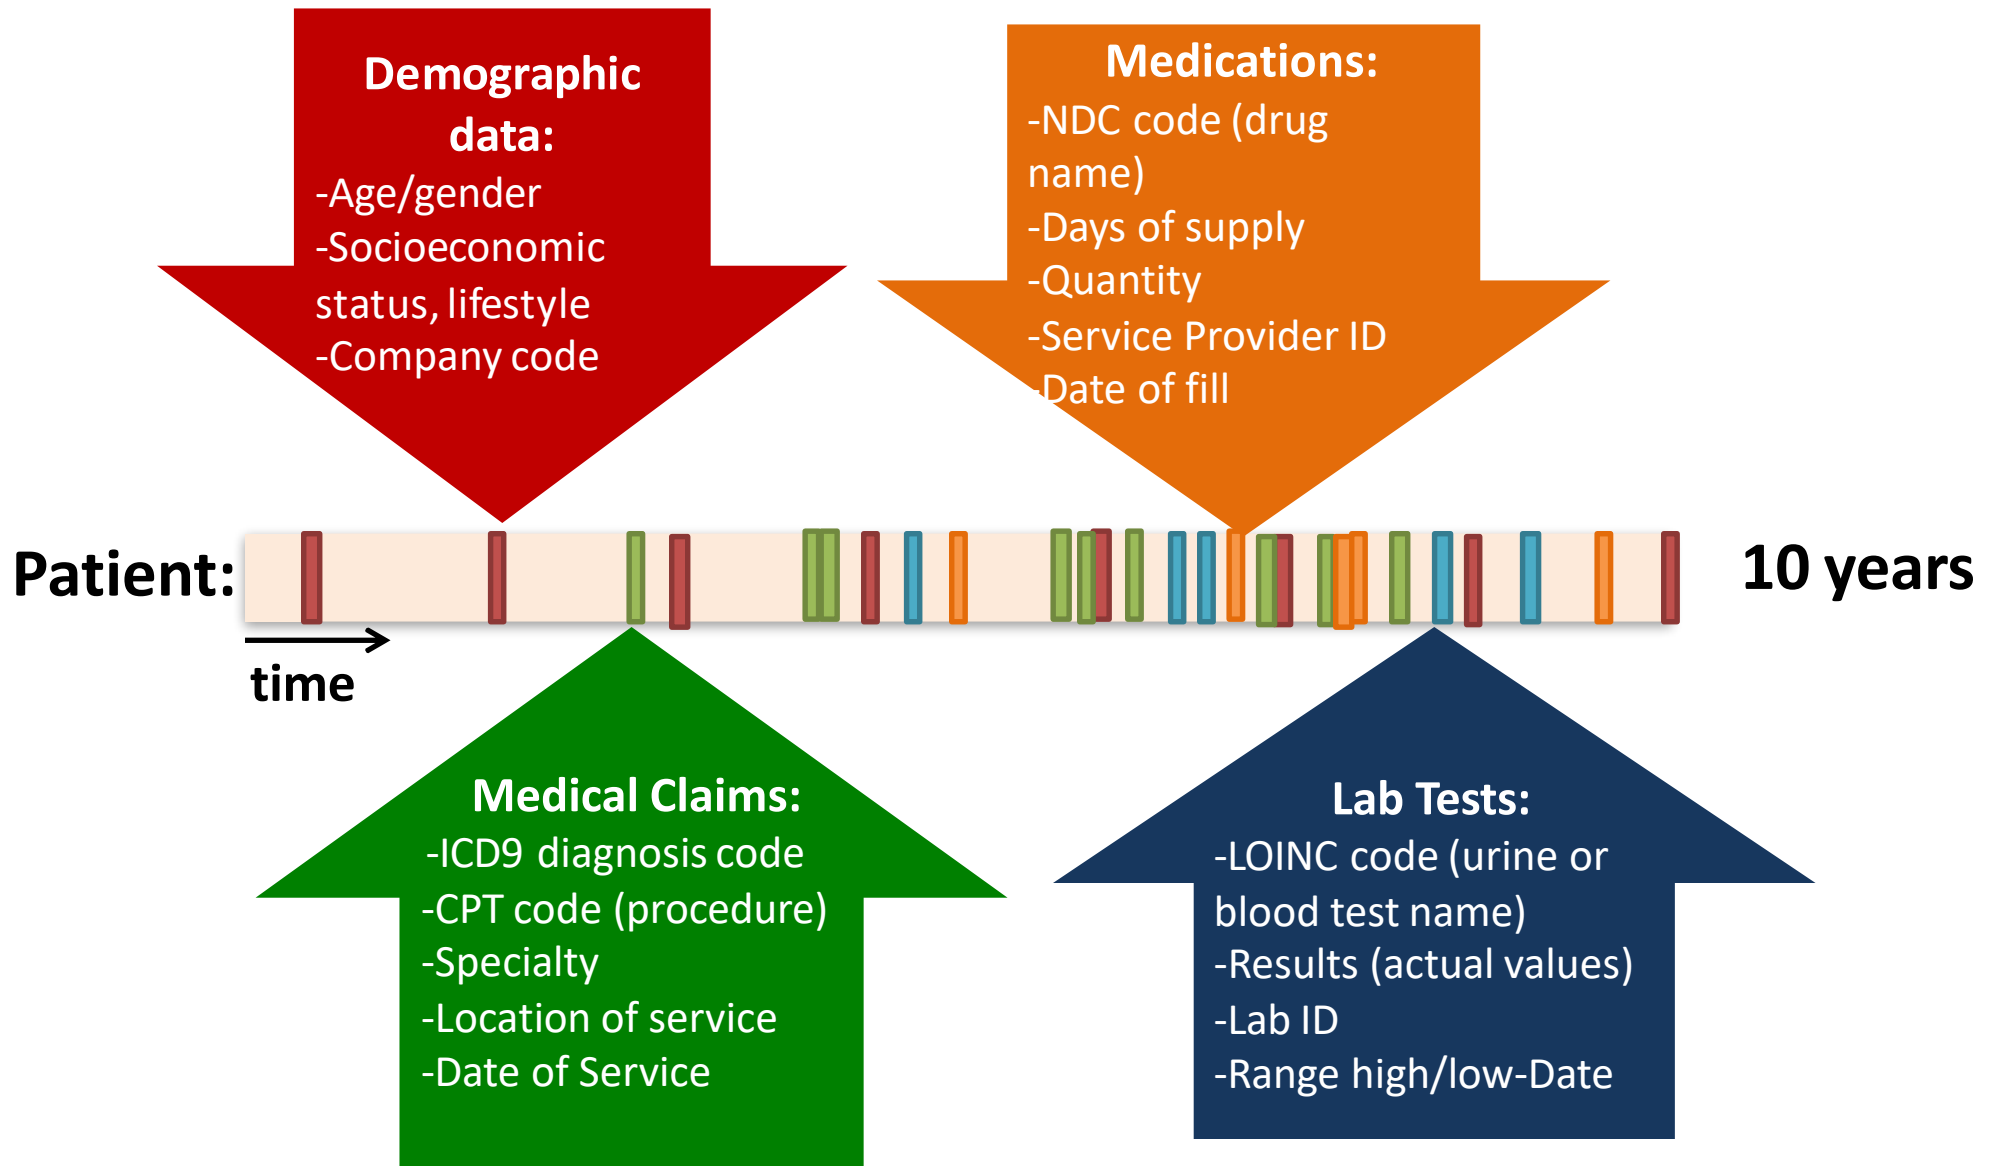 Demographic
data:
-Age/gender
-Socioeconomic
status, lifestyle
-Company code
Medications:
-NDC code (drug
name)
-Days of supply
-Quantity
-Service Provider ID
-Date of fill
Patient:
10 years
time
Medical Claims:
-ICD9 diagnosis code
-CPT code (procedure)
-Specialty
-Location of service
-Date of Service
Lab Tests:
-LOINC code (urine or
blood test name)
-Results (actual values)
-Lab ID
-Range high/low-Date